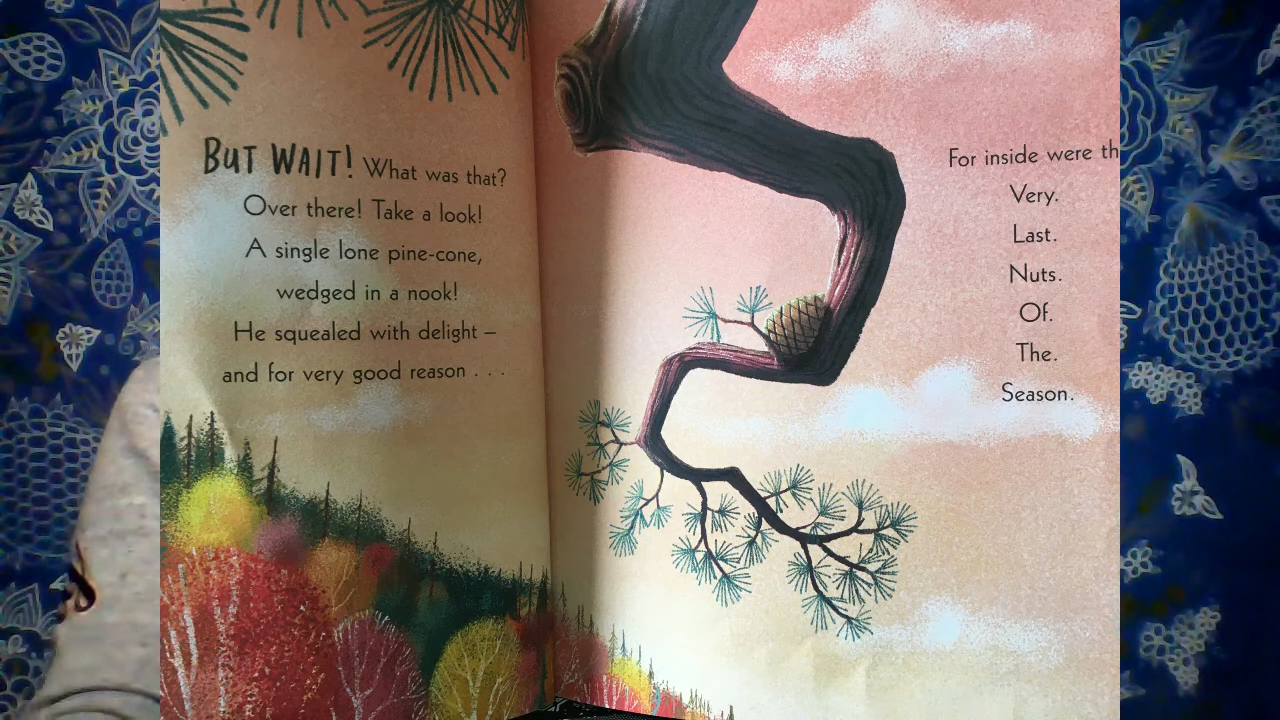 BUT WAIT! What was that?
Over there! Take a look!
A single lone pine-cone,
wedged in a nook!
He squealed with delight –
and for very good reason . . .
For inside were th
Very.
Last.
Nuts.
Of.
The.
Season.